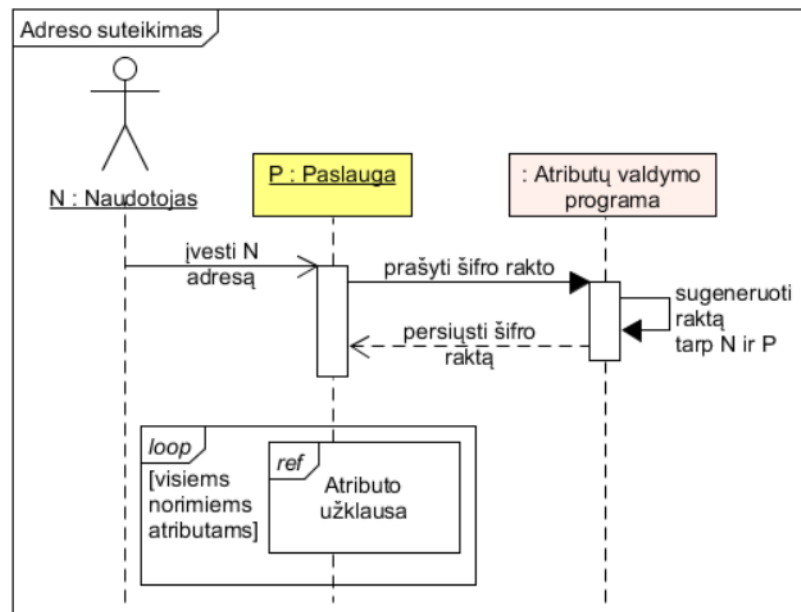 Adreso suteikimas
N : Naudotojas
P : Paslauga
: Atributų valdymo
programa
įvesti N
adresą
prašyti šifro rakto
sugeneruoti
raktą
tarp N ir P
persiųsti šifro
raktą
loop
[visiems
norimiems
atributams]
ref
Atributo
užklausa